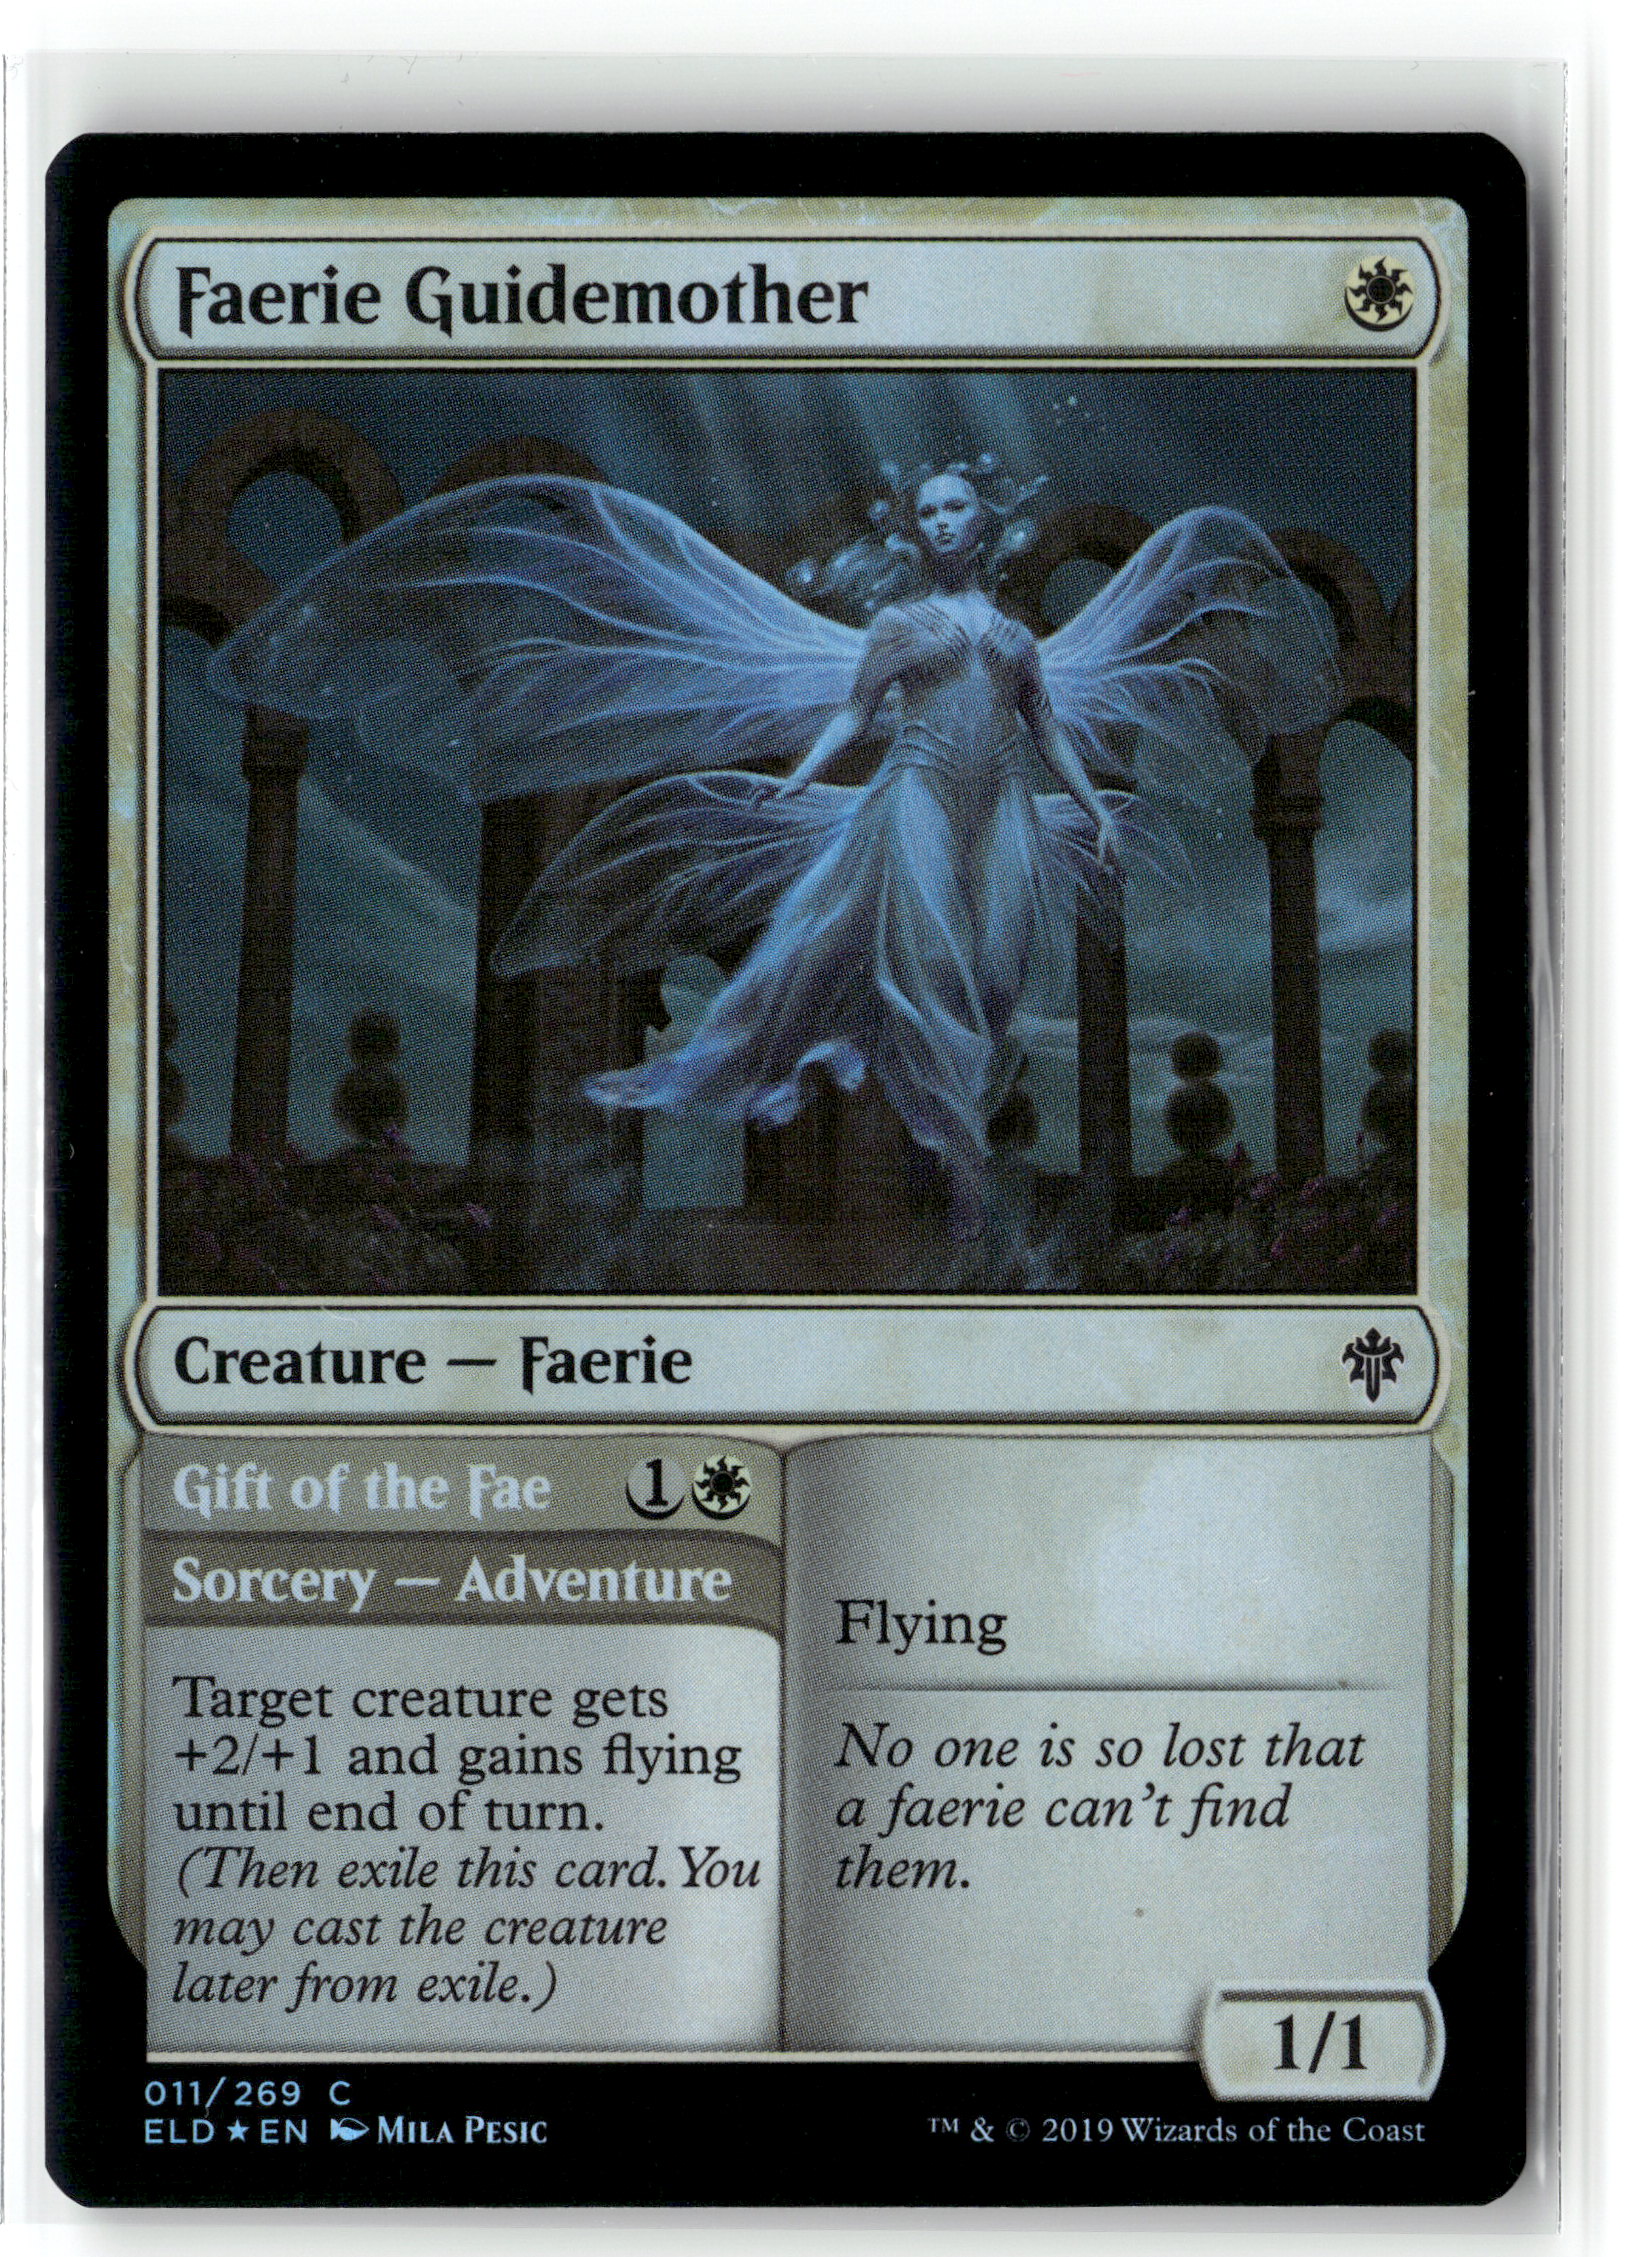 Faerie Guidemother
Creature — Faerie
Gift of the Fae 1
Sorcery — Adventure
Target creature gets
+2/+1 and gains flying
until end of turn.
(Then exile this card. You
may cast the creature
later from exile.)
Flying
No one is so lost that
a faerie can't find
them.
1/1
011/269 C
ELD★EN MILA PESIC
™ & © 2019 Wizards of the Coast